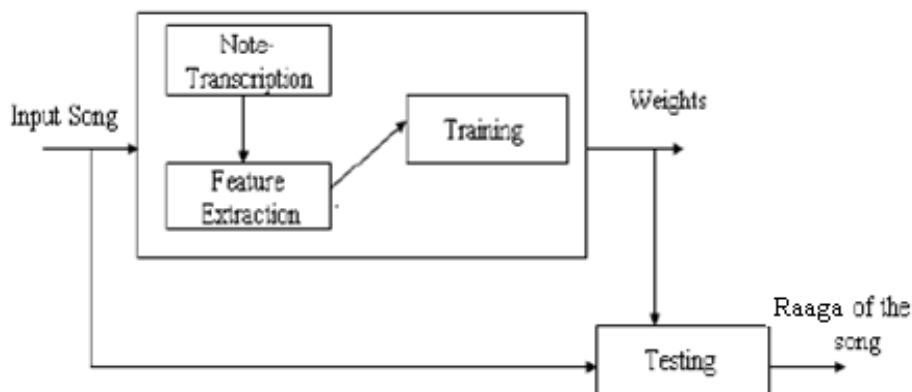 Note-
Transcription
Input Song
Weights
Training
Feature
Extraction
Raaga of the
song
Testing